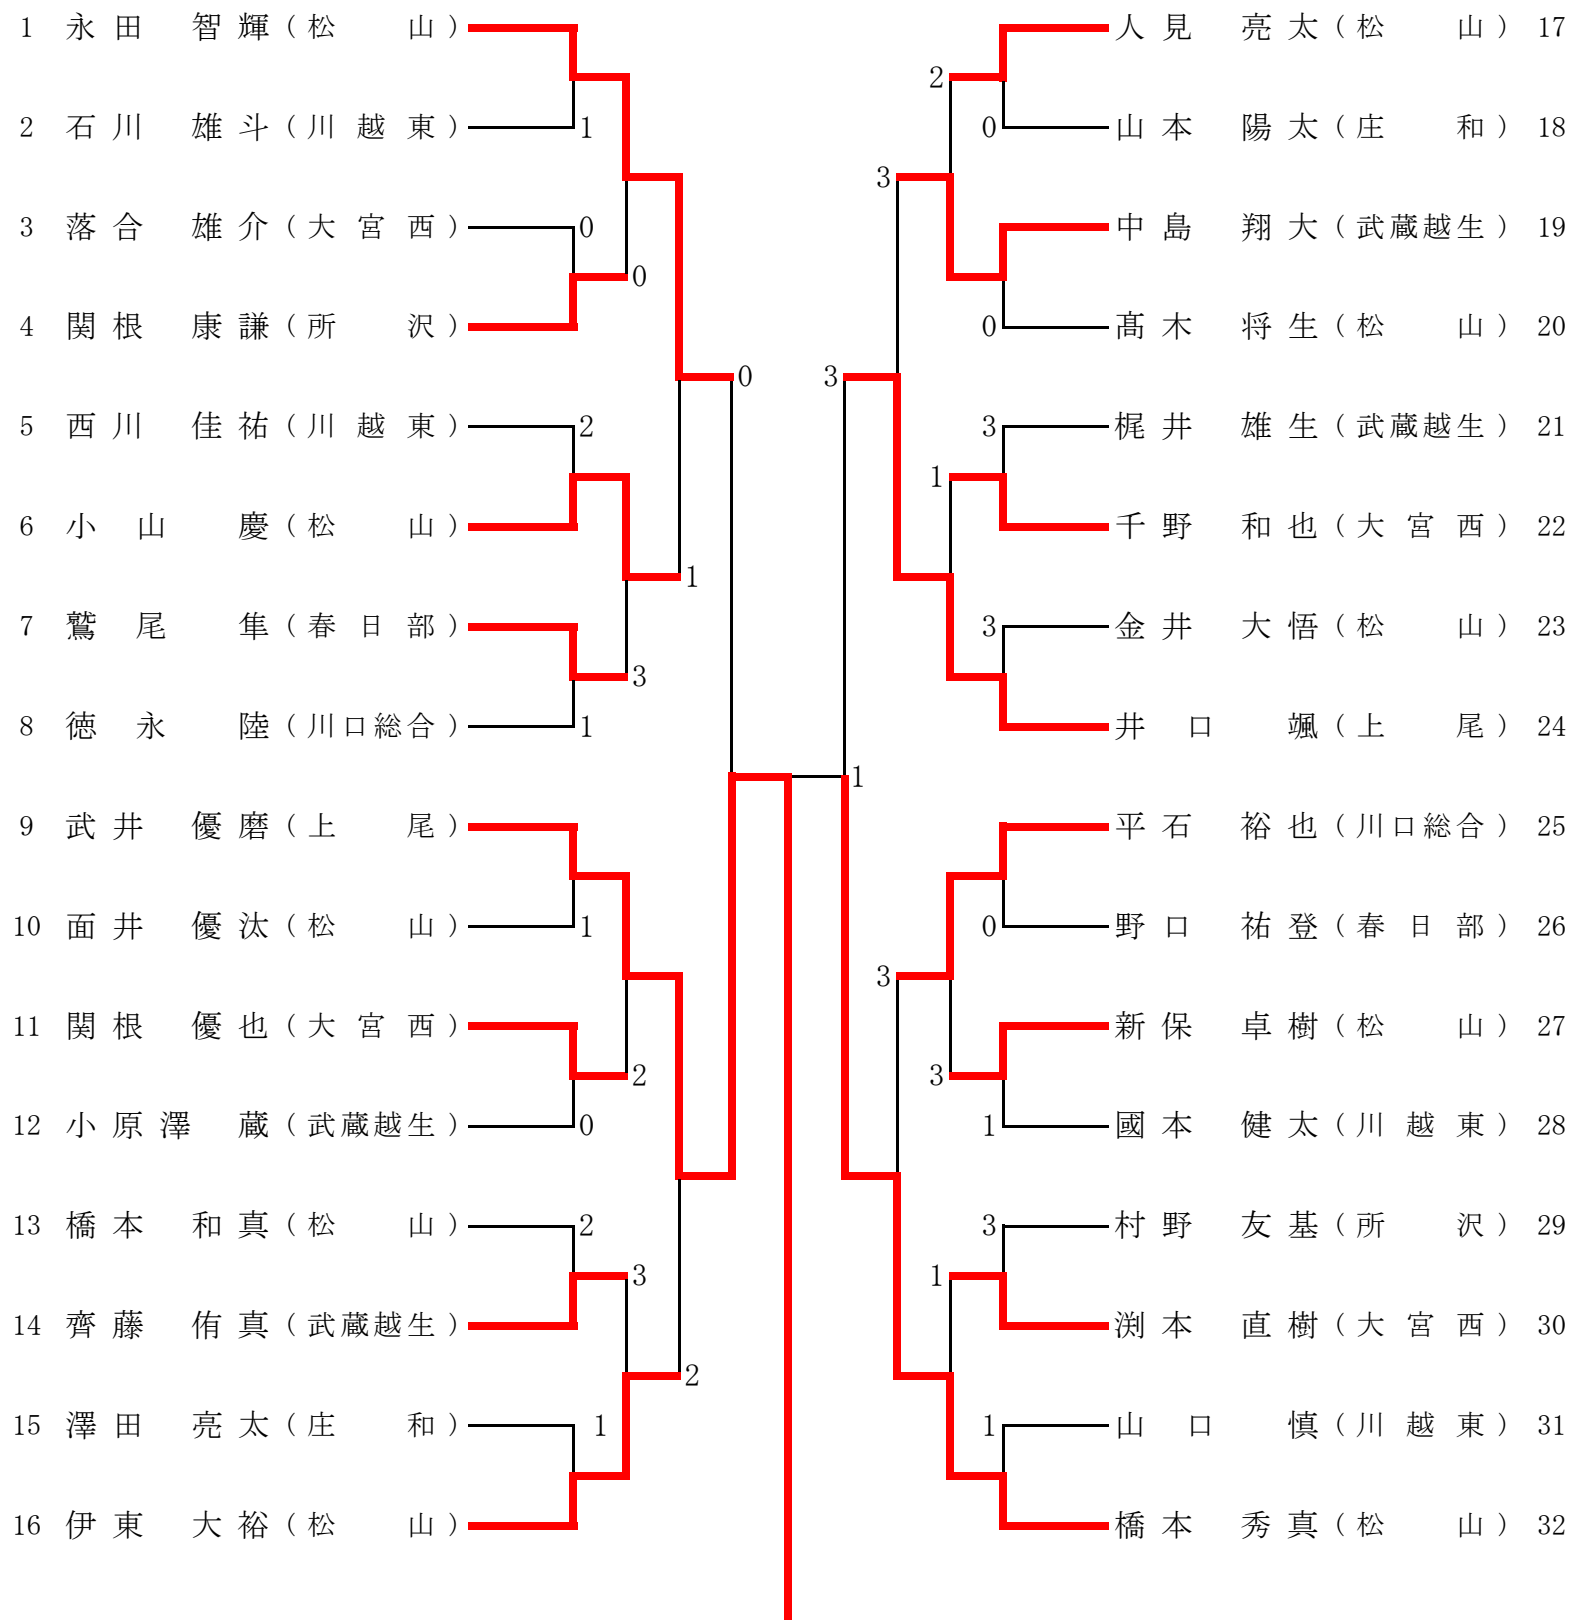 1 永田 智輝（松 山） 人見 亮太（松 山） 17
2
2 石川 雄斗（川越東） 1 0 山本 陽太（庄 和） 18
3
3 落合 雄介（大宮西） 0 中島 翔大（武蔵越生） 19
0
4 関根 康謙（所 沢） 0 髙木 将生（松 山） 20
0 3
5 西川 佳祐（川越東） 2 3 梶井 雄生（武蔵越生） 21
1
6 小山 慶（松 山） 千野 和也（大宮西） 22
1
7 鷲尾 隼（春日部） 3 金井 大悟（松 山） 23
3
8 徳永 陸（川口総合） 1 井口 颯（上 尾） 24
1
9 武井 優磨（上 尾） 平石 裕也（川口総合） 25
10 面井 優汰（松 山） 1 0 野口 祐登（春日部） 26
3
11 関根 優也（大宮西） 新保 卓樹（松 山） 27
2 3
12 小原澤 蔵（武蔵越生） 0 1 國本 健太（川越東） 28
13 橋本 和真（松 山） 2 3 村野 友基（所 沢） 29
3 1
14 齊藤 侑真（武蔵越生） 渕本 直樹（大宮西） 30
2
15 澤田 亮太（庄 和） 1 1 山口 慎（川越東） 31
16 伊東 大裕（松 山） 橋本 秀真（松 山） 32